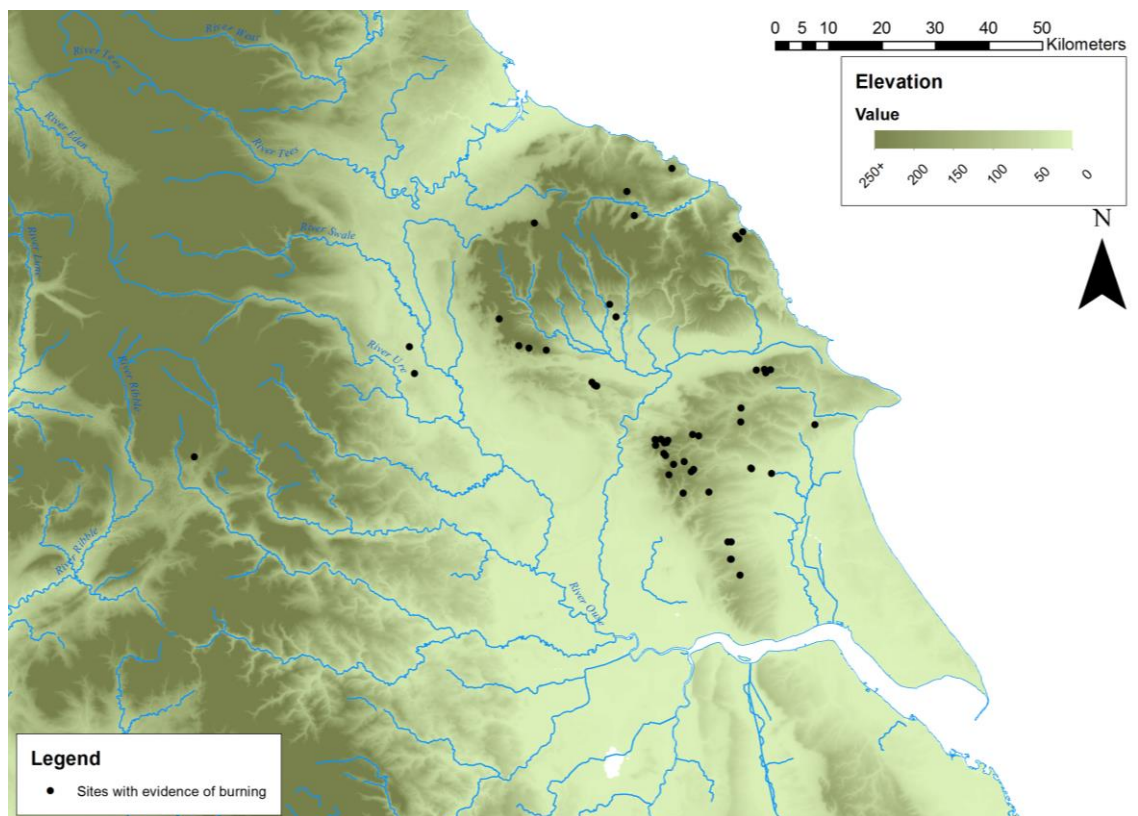 0 10 20 30 40 50
Kilometers
Elevation
Value
250+ 200 150 100 50 0
N
River Wear
River Tees
River Eden
River Tees
River Swale
River Lune
River Ure
River Ribble
River Ribble
River Ouse
Legend
Sites with evidence of burning